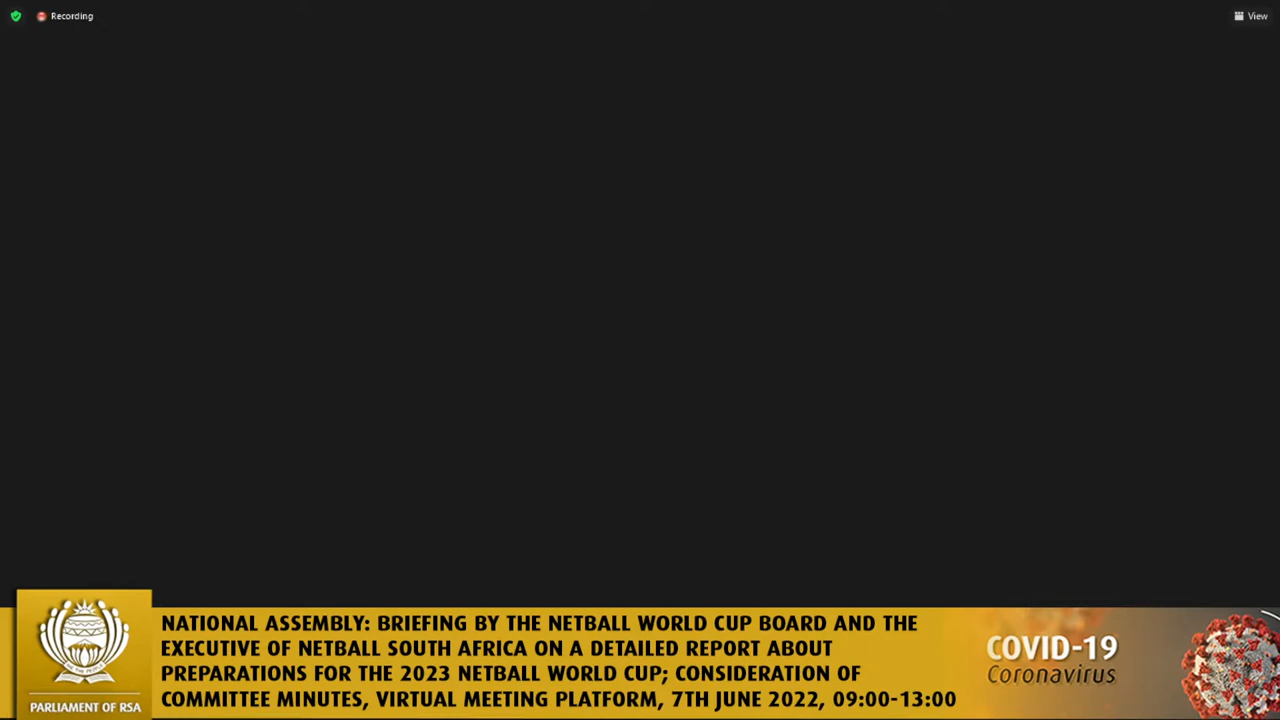 Recording
View
NATIONAL ASSEMBLY: BRIEFING BY THE NETBALL WORLD CUP BOARD AND THE
EXECUTIVE OF NETBALL SOUTH AFRICA ON A DETAILED REPORT ABOUT
PREPARATIONS FOR THE 2023 NETBALL WORLD CUP; CONSIDERATION OF
COMMITTEE MINUTES, VIRTUAL MEETING PLATFORM, 7TH JUNE 2022, 09:00-13:00
PARLIAMENT OF RSA
COVID-19
Coronavirus